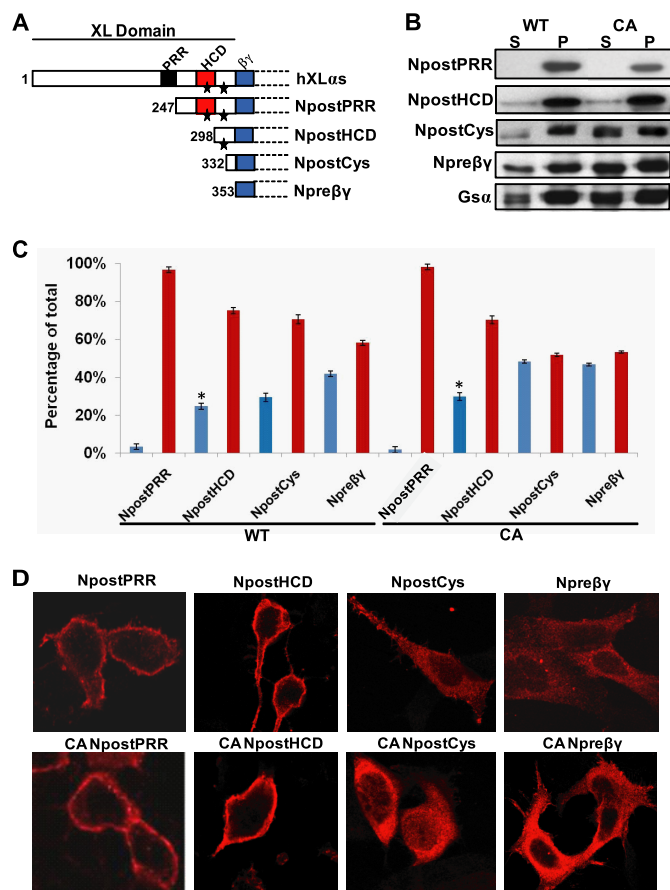 A
XL Domain
PRR
HCD
βγ
1
hXLαs
247
NpostPRR
298
NpostHCD
332
NpostCys
353
Npreβγ
B
WT CA
S P S P
NpostPRR
NpostHCD
NpostCys
Npreβγ
Gsα
C
Percentage of total
100%
80%
60%
40%
20%
0%
* *
NpostPRR NpostHCD NpostCys Npreβγ NpostPRR NpostHCD NpostCys Npreβγ
WT CA
D
NpostPRR NpostHCD NpostCys Npreβγ
CA NpostPRR CA NpostHCD CA NpostCys CA Npreβγ